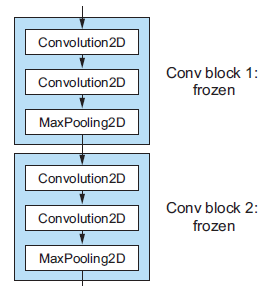 Convolution2D
Convolution2D
MaxPooling2D
Conv block 1:
frozen
Convolution2D
Convolution2D
MaxPooling2D
Conv block 2:
frozen